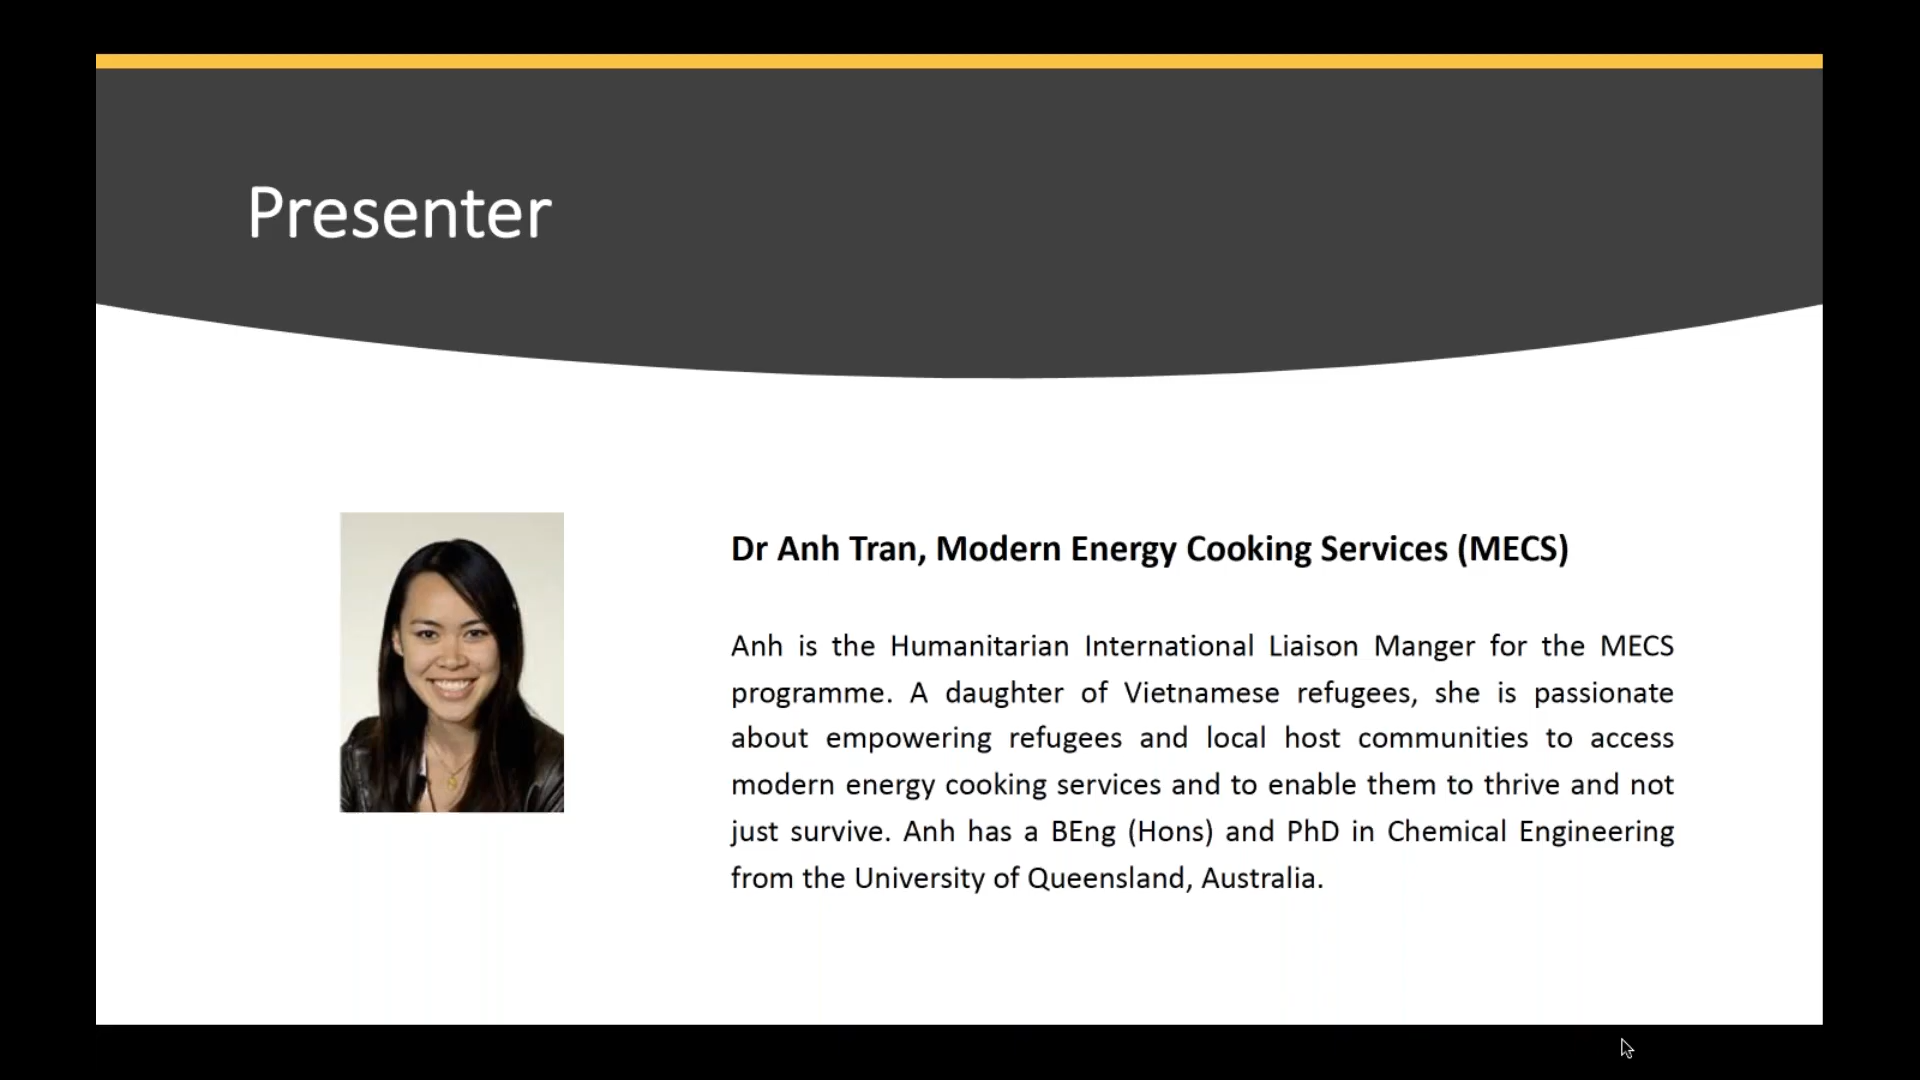 Presenter
Dr Anh Tran, Modern Energy Cooking Services (MECS)
Anh is the Humanitarian International Liaison Manger for the MECS
programme. A daughter of Vietnamese refugees, she is passionate
about empowering refugees and local host communities to access
modern energy cooking services and to enable them to thrive and not
just survive. Anh has a BEng (Hons) and PhD in Chemical Engineering
from the University of Queensland, Australia.